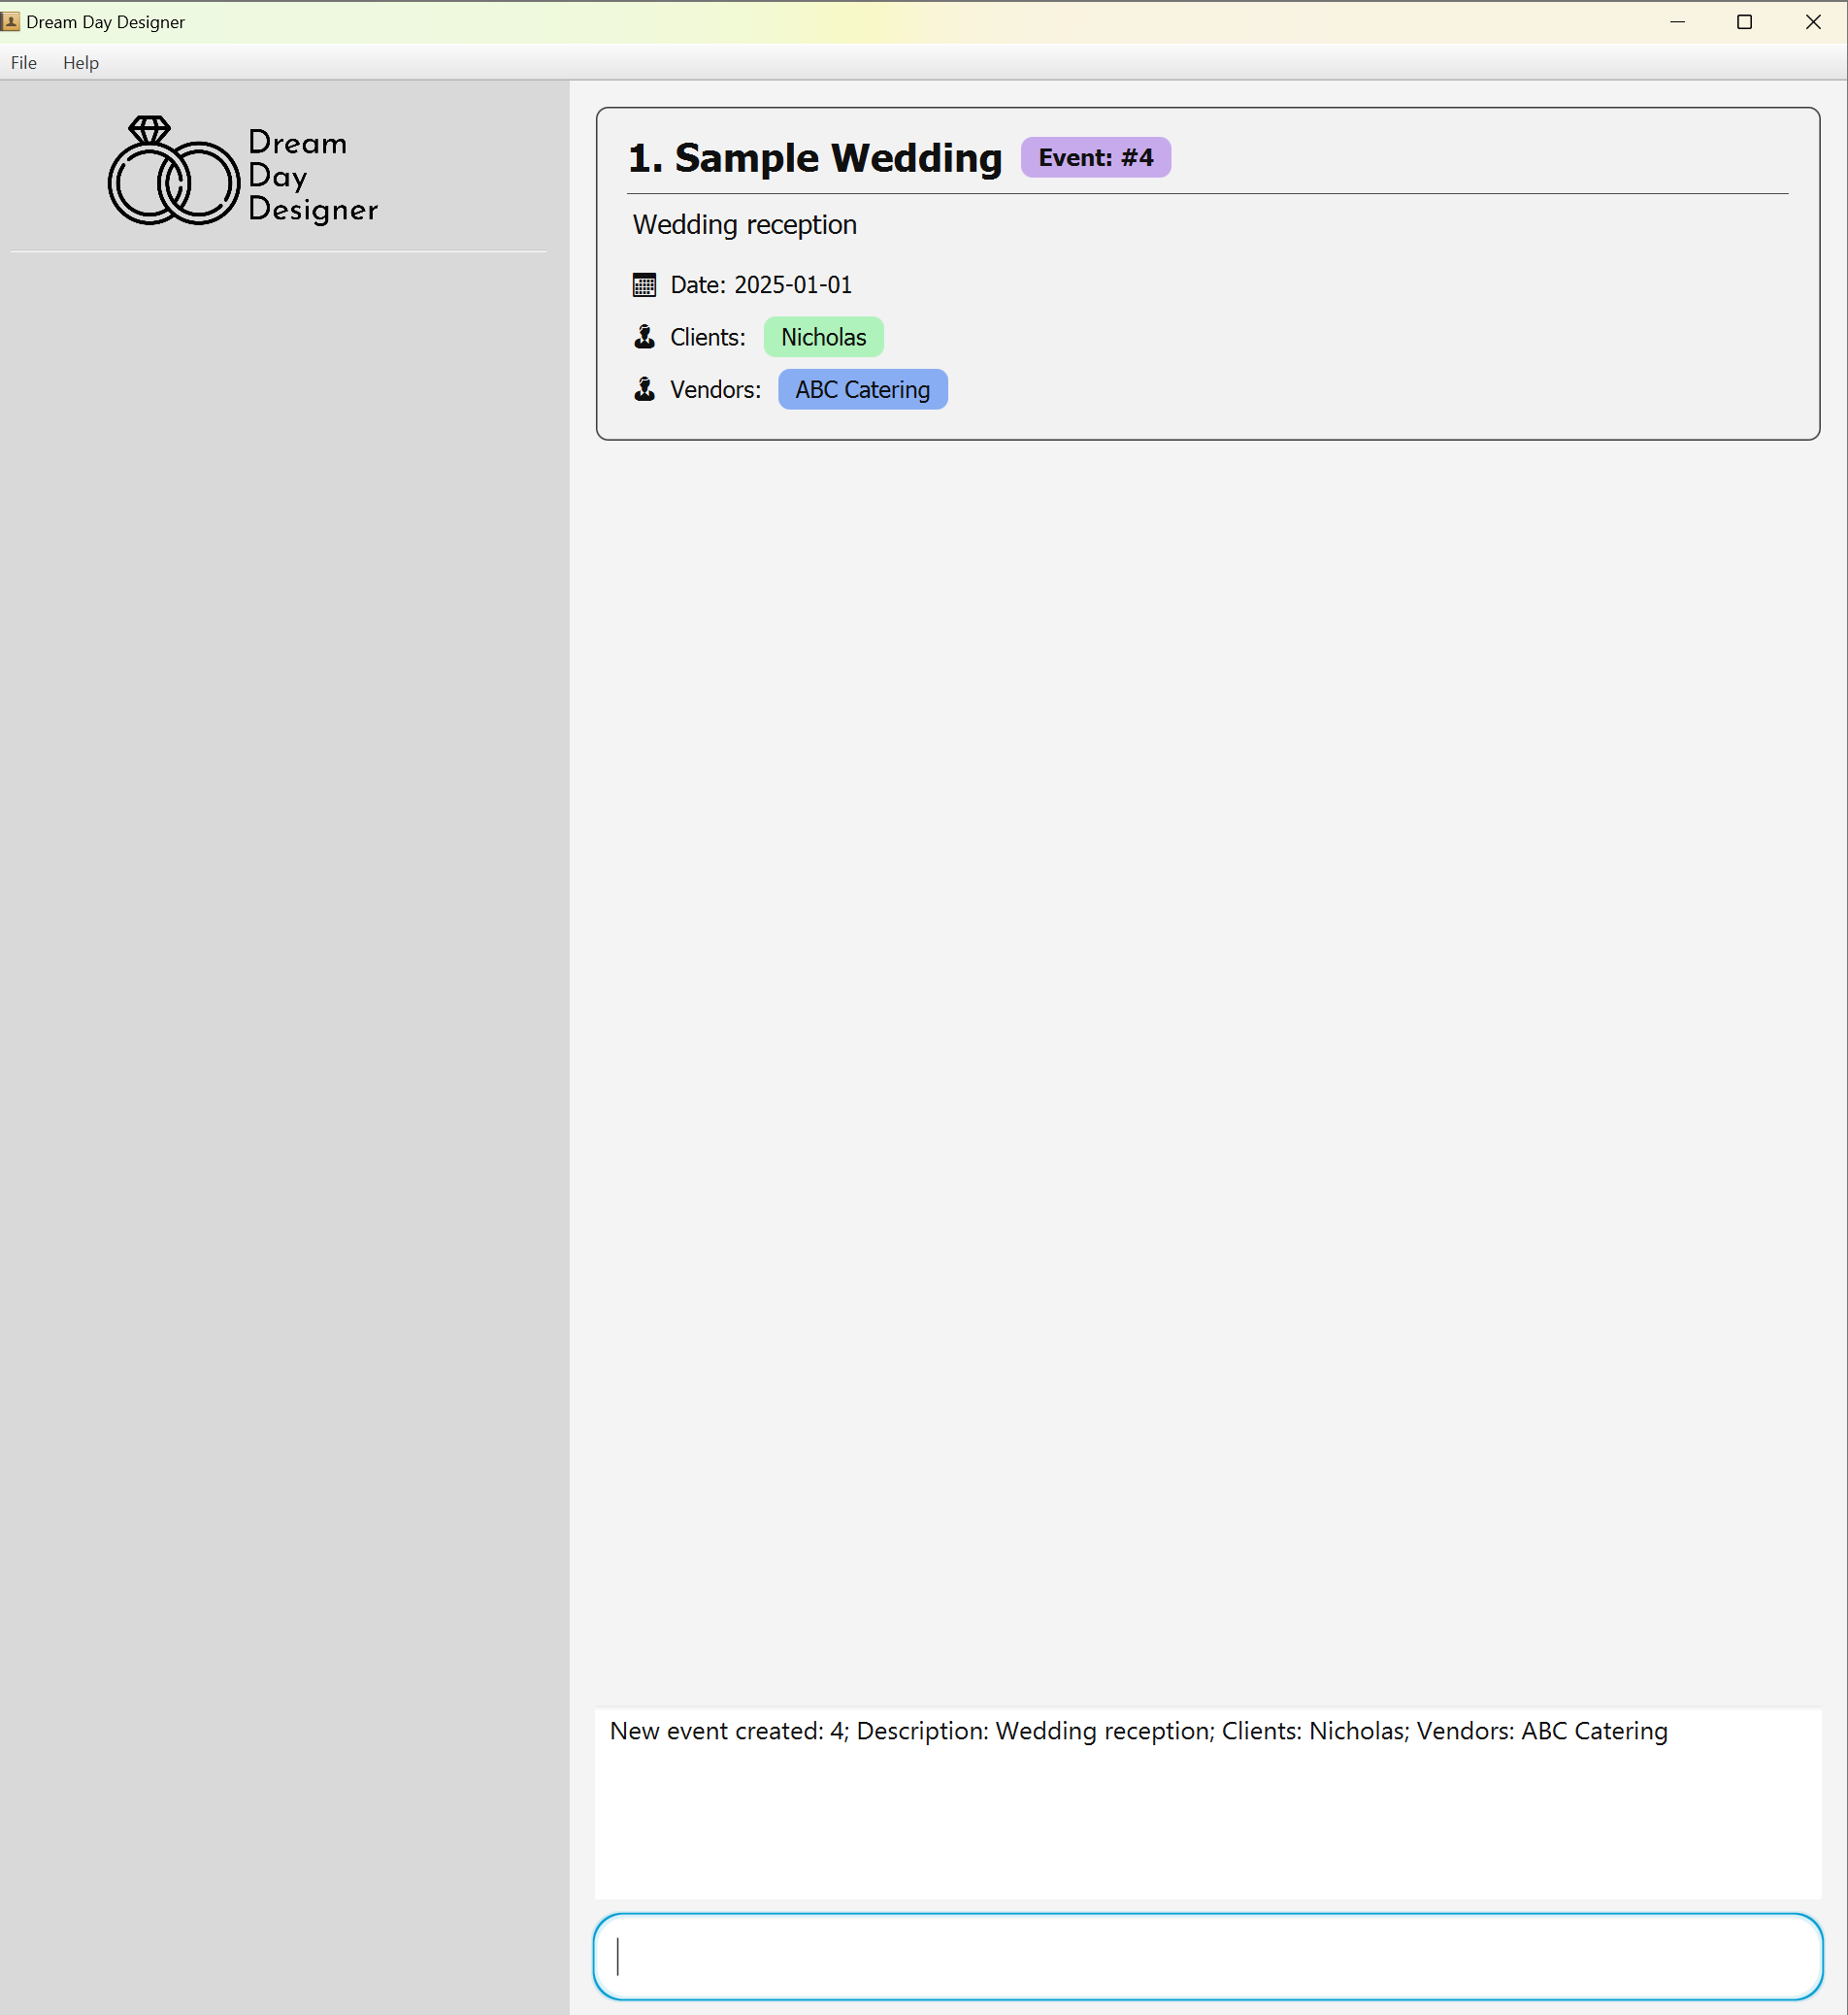 Dream Day Designer
File Help
Dream
Day
Designer
1. Sample Wedding Event: #4
Wedding reception
Date: 2025-01-01
Clients: Nicholas
Vendors: ABC Catering
New event created: 4; Description: Wedding reception; Clients: Nicholas; Vendors: ABC Catering